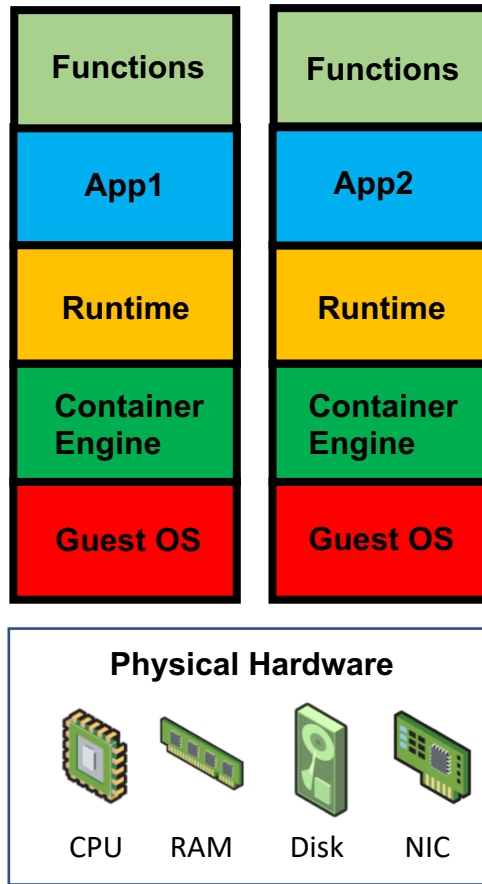 Functions
App1
Runtime
Container
Engine
Guest OS
Functions
App2
Runtime
Container
Engine
Guest OS
Physical Hardware
CPU RAM Disk NIC